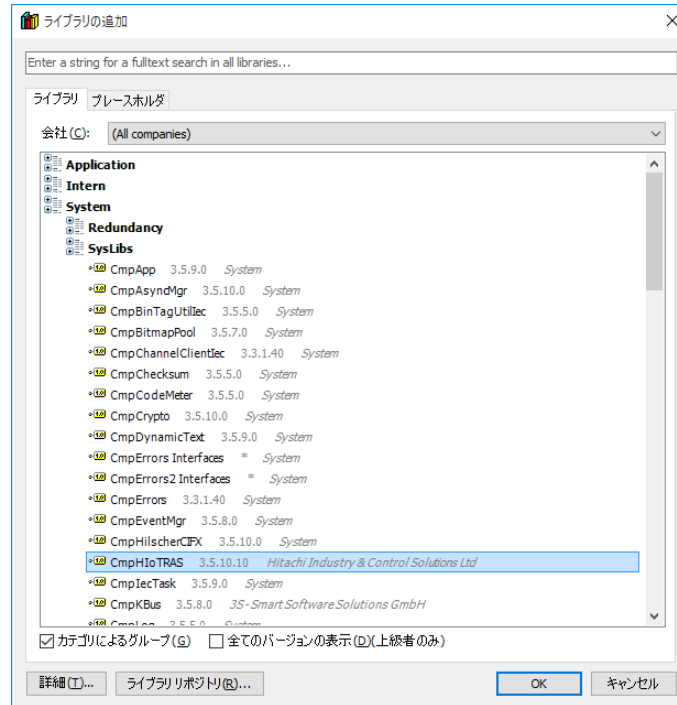 ライブラリの追加
Enter a string for a fulltext search in all libraries...
ライブラリ プレースホルダ
会社(C): (All companies)
Application
Intern
System
Redundancy
SysLibs
CmpApp 3.5.9.0 System
CmpAsyncMgr 3.5.10.0 System
CmpBinTagUtilIec 3.5.5.0 System
CmpBitmapPool 3.5.7.0 System
CmpChannelClientIec 3.3.1.40 System
CmpChecksum 3.5.5.0 System
CmpCodeMeter 3.5.5.0 System
CmpCrypto 3.5.10.0 System
CmpDynamicText 3.5.9.0 System
CmpErrors Interfaces * System
CmpErrors2 Interfaces * System
CmpErrors 3.3.1.40 System
CmpEventMgr 3.5.8.0 System
CmpHilscherCIFX 3.5.10.0 System
CmpHIoTRAS 3.5.10.10 Hitachi Industry & Control Solutions Ltd
CmpIecTask 3.5.9.0 System
CmpKBus 3.5.8.0 3S-Smart Software Solutions GmbH
CmpLog 3.5.5.0 System
カテゴリによるグループ(G) 全てのバージョンの表示(D)(上級者のみ)
詳細(T)... ライブラリ リポジトリ(R)... OK キャンセル